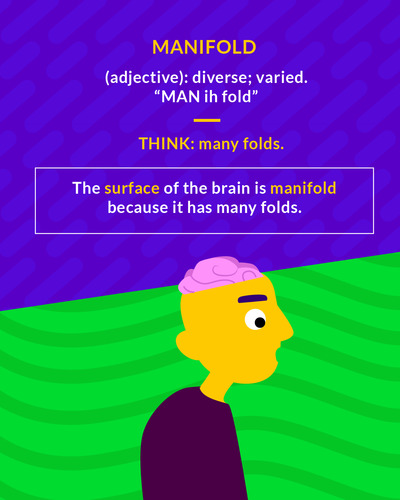 MANIFOLD
(adjective): diverse; varied.
“MAN ih fold”
THINK: many folds.
The surface of the brain is manifold
because it has many folds.